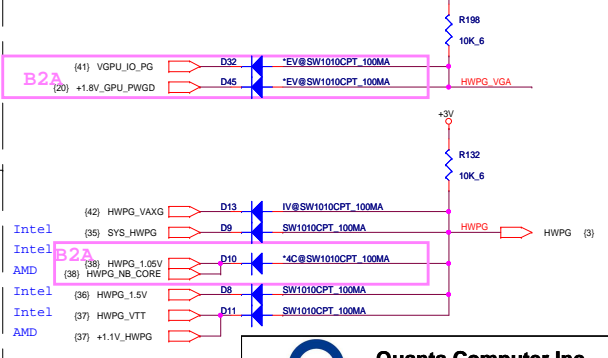 R198
10K_6
{41} VGPU_IO_PG D32 *EV@SW1010CPT_100MA
B2A
{20} +1.8V_GPU_PWGD D45 *EV@SW1010CPT_100MA HWPG_VGA
+3V
R132
10K_6
{42} HWPG_VAXG D13 IV@SW1010CPT_100MA
Intel {35} SYS_HWPG D9 SW1010CPT_100MA HWPG HWPG {3}
Intel B2A {38} HWPG_1.05V D10 *4C@SW1010CPT_100MA
AMD {38} HWPG_NB_CORE
Intel {36} HWPG_1.5V D8 SW1010CPT_100MA
Intel {37} HWPG_VTT D11 SW1010CPT_100MA
AMD {37} +1.1V_HWPG
Quanta Computer Inc